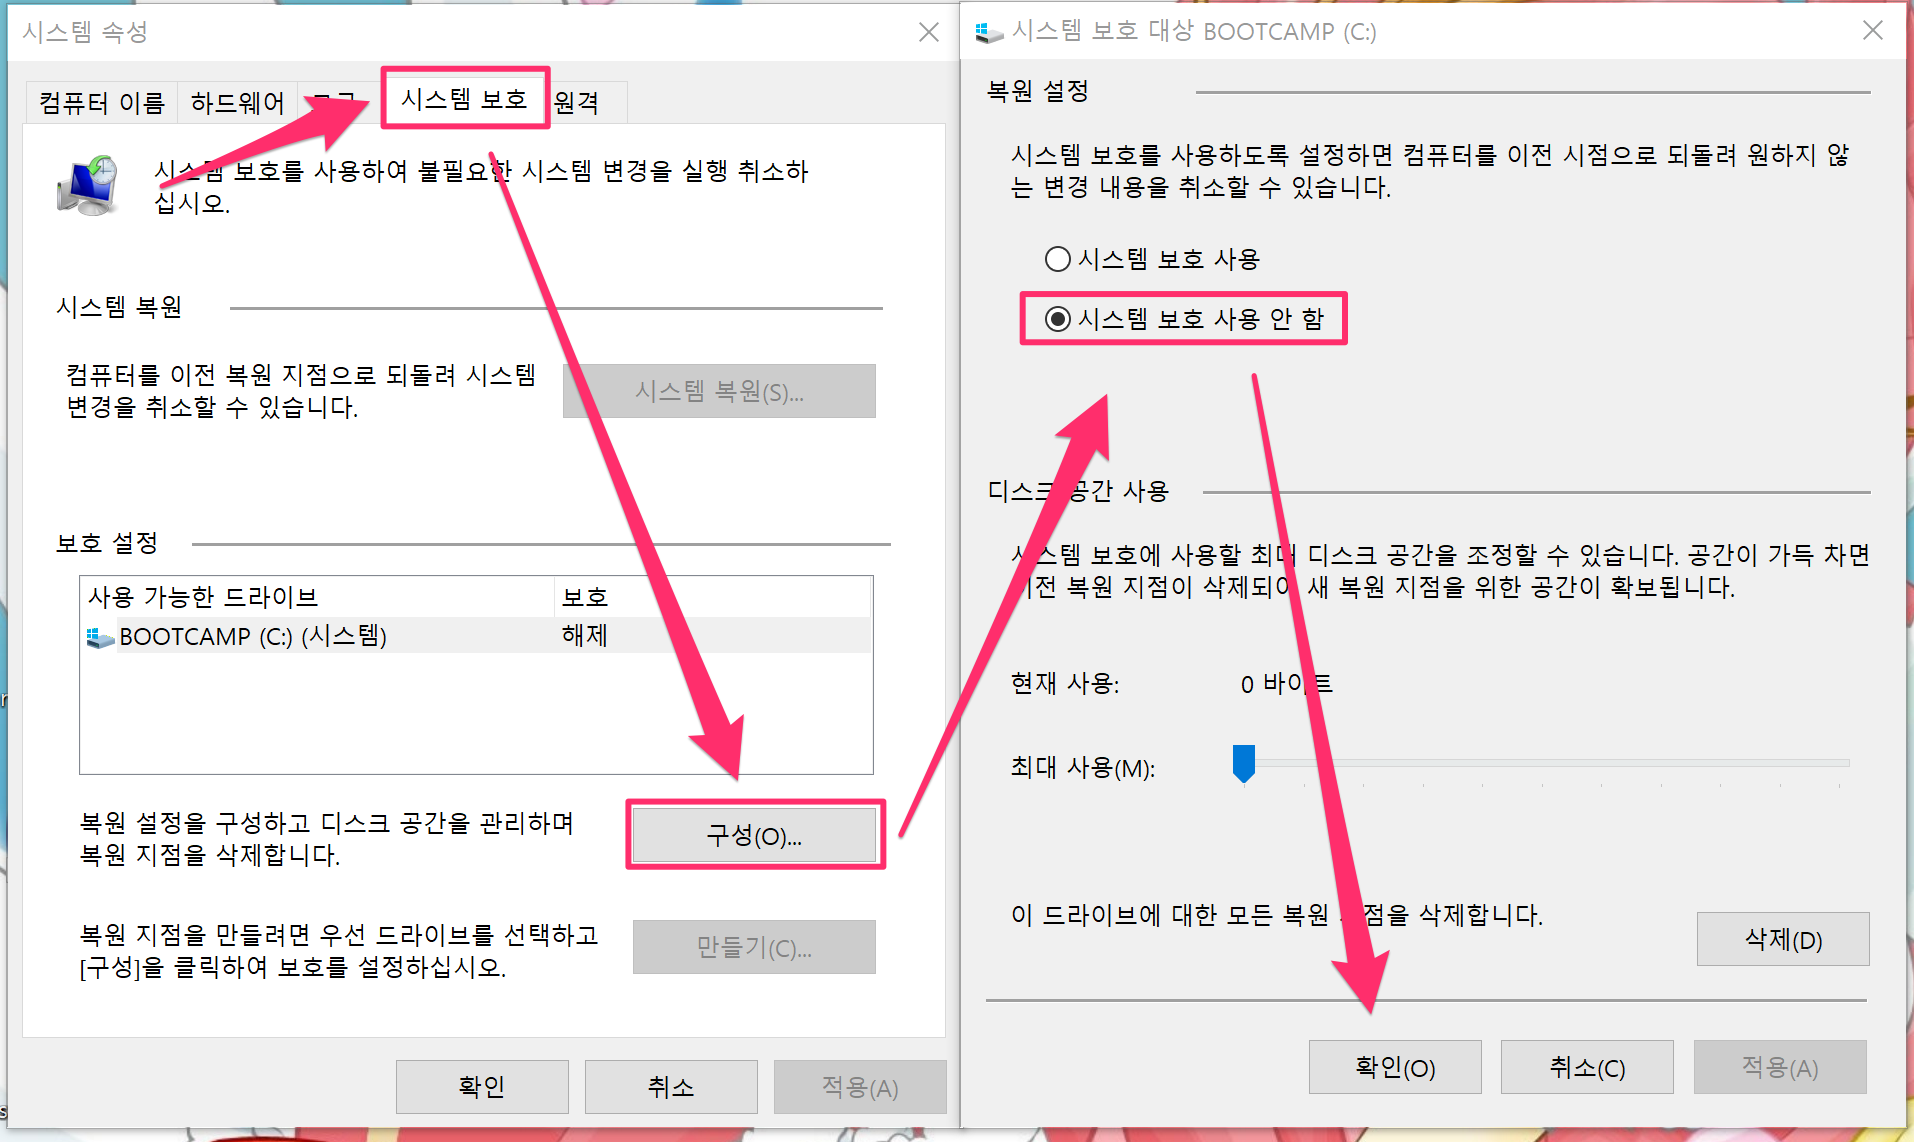 시스템 속성
컴퓨터 이름
하드웨어
시스템 보호
원격
시스템 보호를 사용하여 불필요한 시스템 변경을 실행 취소하
십시오.
시스템 복원
컴퓨터를 이전 복원 지점으로 되돌려 시스템
변경을 취소할 수 있습니다.
시스템 복원(S)...
보호 설정
사용 가능한 드라이브
보호
BOOTCAMP (C:) (시스템)
해제
복원 설정을 구성하고 디스크 공간을 관리하며
복원 지점을 삭제합니다.
구성(O)...
복원 지점을 만들려면 우선 드라이브를 선택하고
[구성]을 클릭하여 보호를 설정하십시오.
만들기(C)...
확인
취소
적용(A)
시스템 보호 대상 BOOTCAMP (C:)
복원 설정
시스템 보호를 사용하도록 설정하면 컴퓨터를 이전 시점으로 되돌려 원하지 않
는 변경 내용을 취소할 수 있습니다.
시스템 보호 사용
시스템 보호 사용 안 함
디스크 공간 사용
시스템 보호에 사용할 최대 디스크 공간을 조정할 수 있습니다. 공간이 가득 차면
이전 복원 지점이 삭제되어 새 복원 지점을 위한 공간이 확보됩니다.
현재 사용:
0 바이트
최대 사용(M):
이 드라이브에 대한 모든 복원 지점을 삭제합니다.
삭제(D)
확인(O)
취소(C)
적용(A)